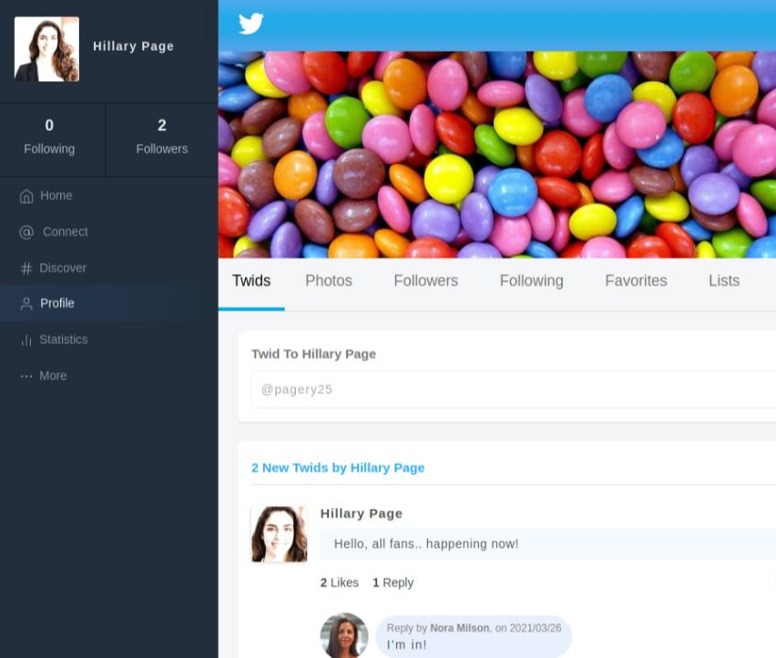 Hillary Page
0
Following
2
Followers
Home
Connect
Discover
Profile
Statistics
More
Twids Photos Followers Following Favorites Lists
Twid To Hillary Page
@pagery25
2 New Twids by Hillary Page
Hillary Page
Hello, all fans.. happening now!
2 Likes 1 Reply
Reply by Nora Milson, on 2021/03/26
I'm in!